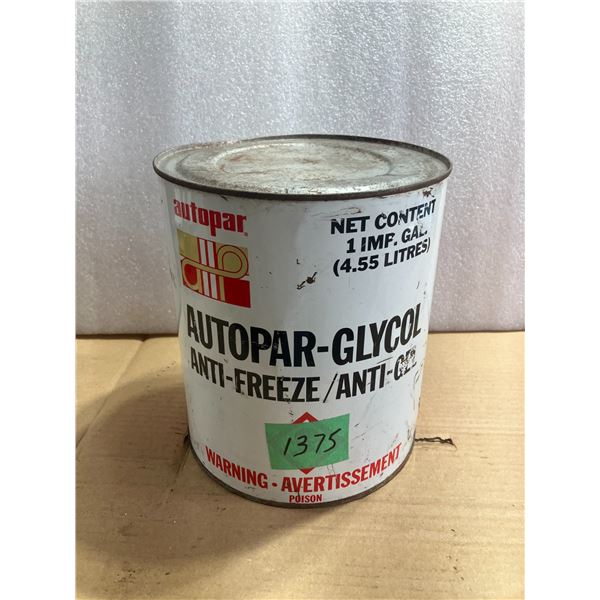 autopar
NET CONTENT
1 IMP. GAL.
(4.55 LITRES)
AUTOPAR-GLYCOL
ANTI-FREEZE/ANTI-GEL
1375
WARNING • AVERTISSEMENT
POISON